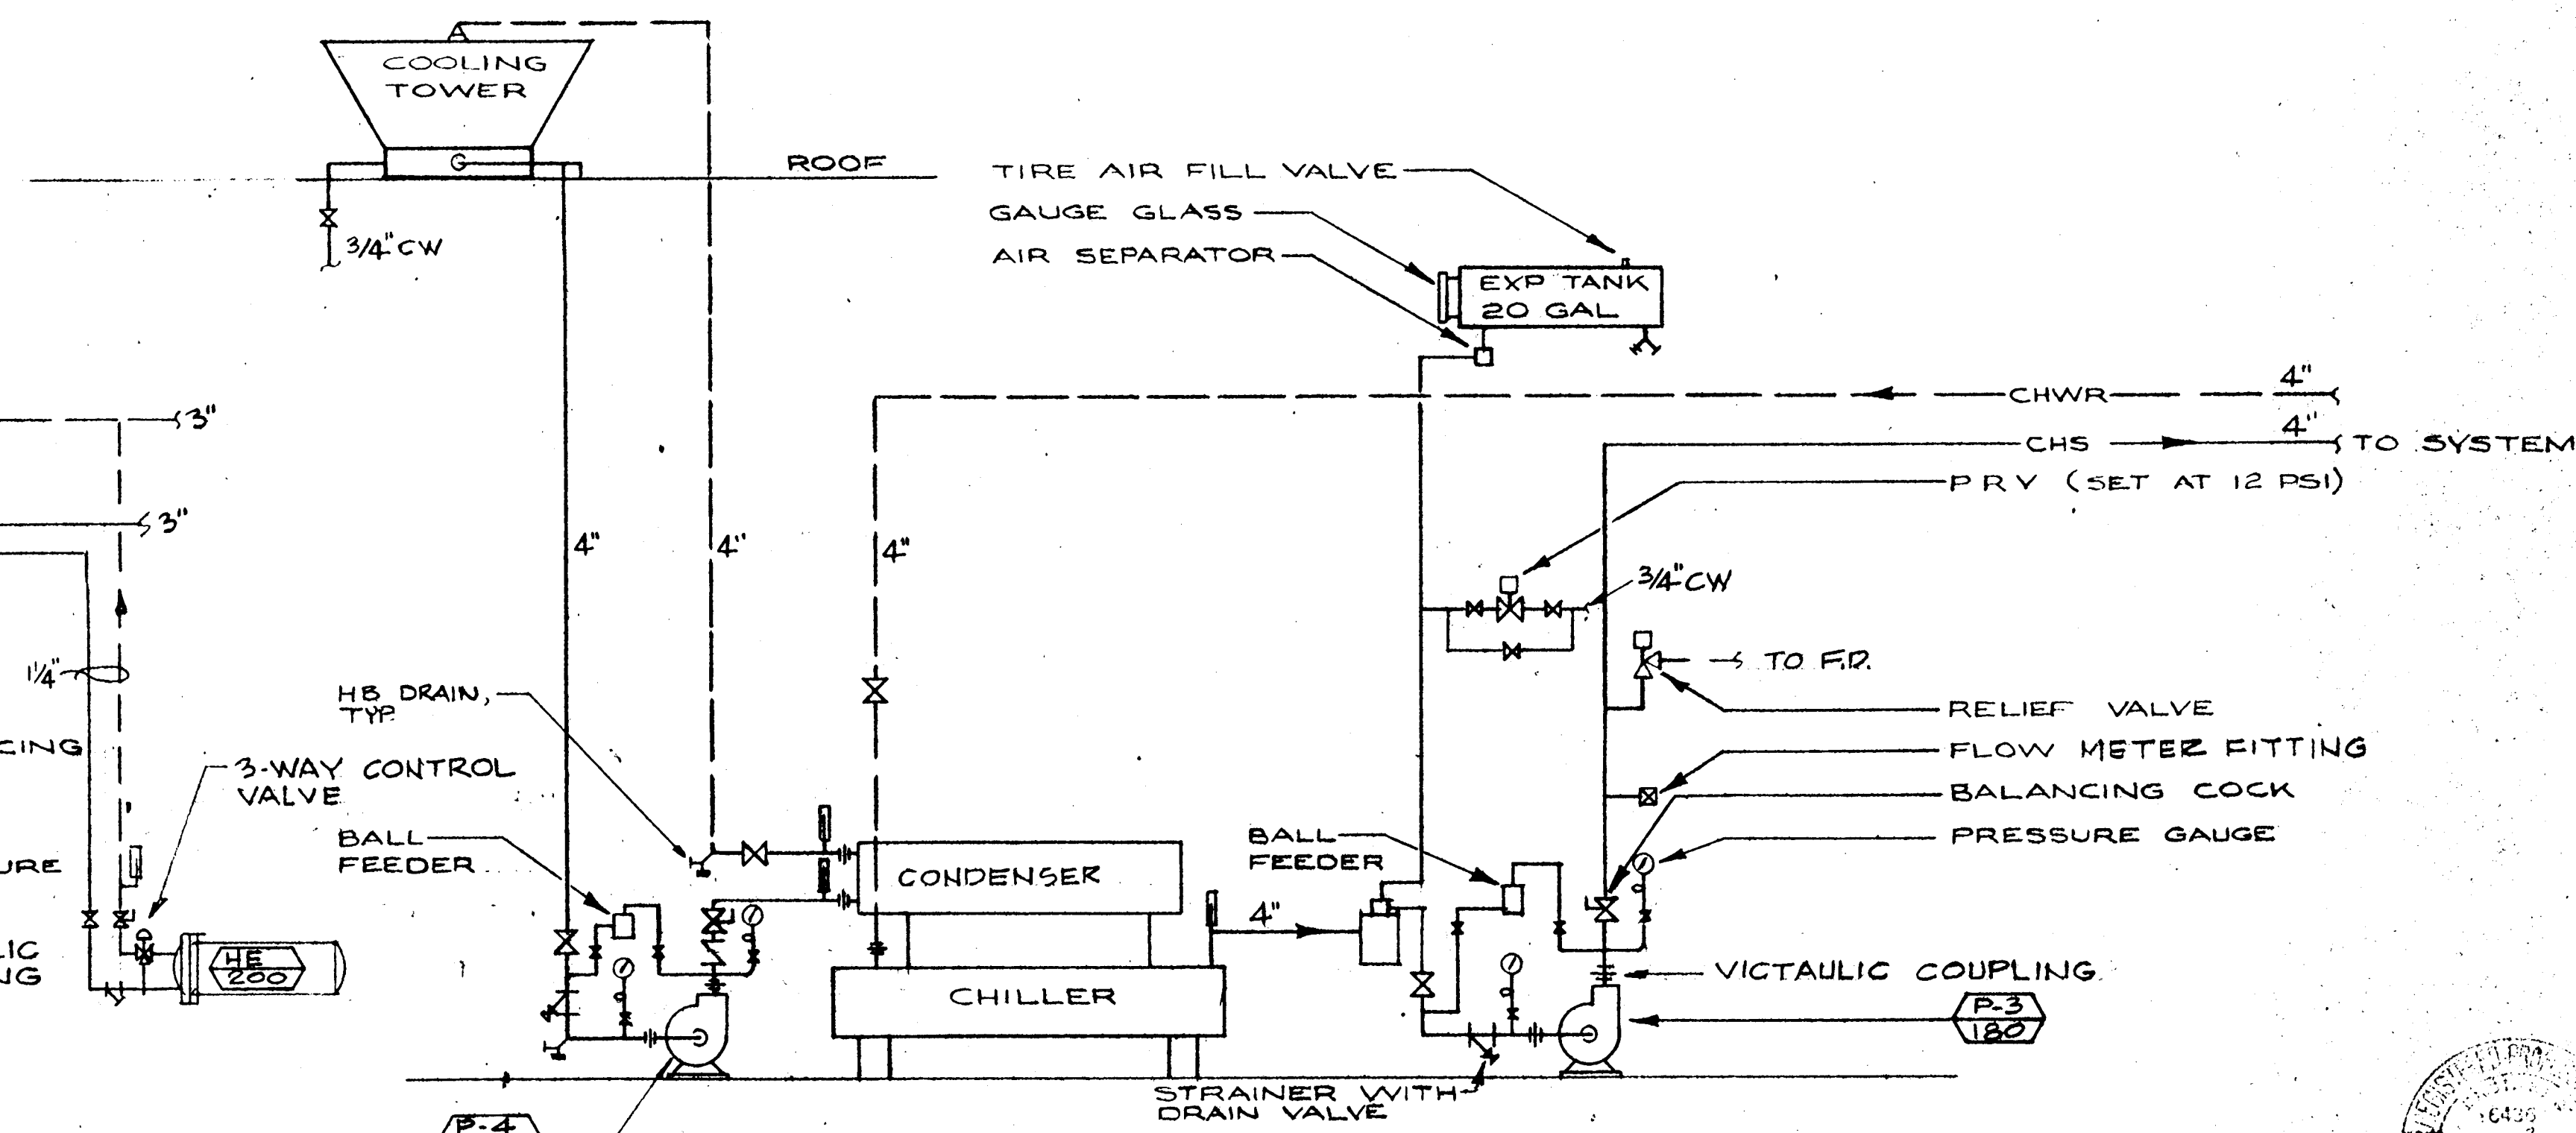 COOLING
TOWER
ROOF
3/4" CW
TIRE AIR FILL VALVE
GAUGE GLASS
AIR SEPARATOR
EXP TANK
20 GAL
4"
CHWR
4"
CHS
TO SYSTEM
PRV (SET AT 12 PSI)
3"
3"
4"
4"
4"
3/4" CW
TO F.D.
1 1/4"
HB DRAIN,
TYP.
RELIEF VALVE
FLOW METER FITTING
BALANCING COCK
PRESSURE GAUGE
CING
3-WAY CONTROL
VALVE
BALL
FEEDER
BALL
FEEDER
URE
CONDENSER
4"
LIC
NG
HE
200
CHILLER
VICTAULIC COUPLING
P-3
180
STRAINER WITH
DRAIN VALVE
P-4